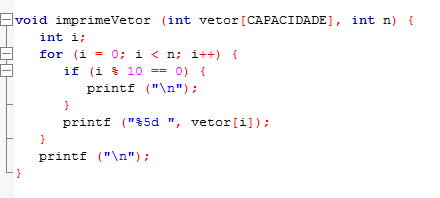 void imprimeVetor (int vetor[CAPACIDADE], int n) {
int i;
for (i = 0; i < n; i++) {
if (i % 10 == 0) {
printf ("\n");
}
printf ("%5d ", vetor[i]);
}
printf ("\n");
}